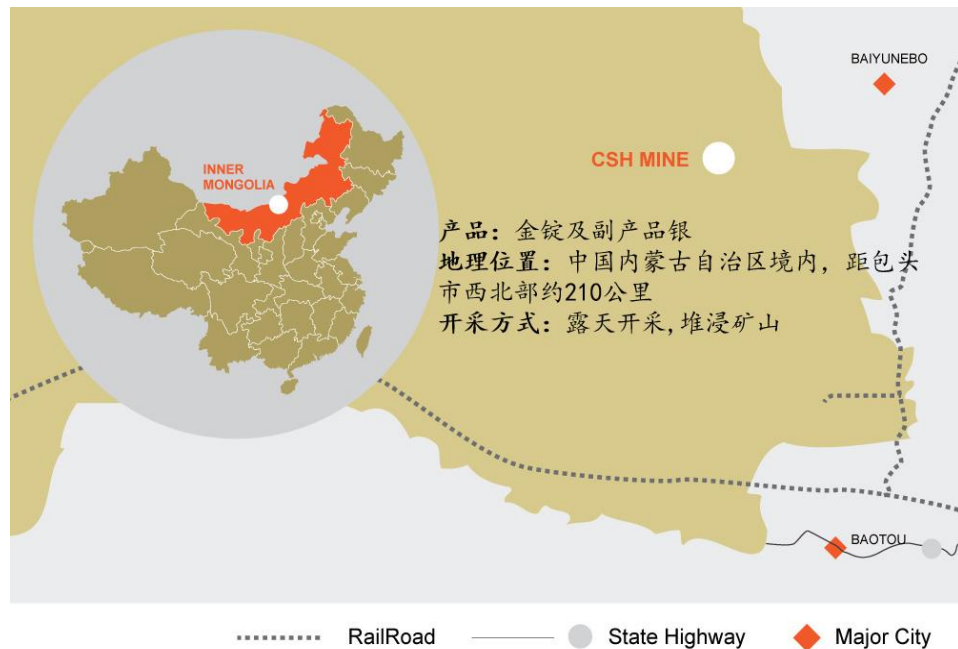 BAIYUNEBO
CSH MINE
INNER
MONGOLIA
产品：金锭及副产品银
地理位置：中国内蒙古自治区境内，距包头
市西北部约210公里
开采方式：露天开采,堆浸矿山
BAOTOU
RailRoad
State Highway
Major City